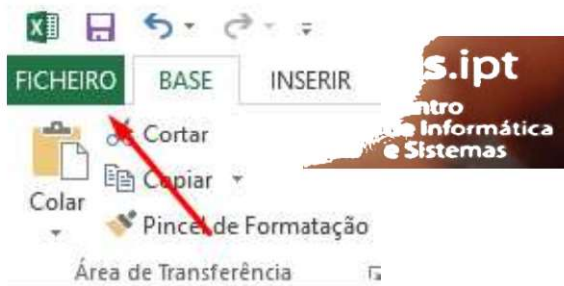 FICHEIRO BASE INSERIR
Cortar
Copiar
Colar
Pincel de Formatação
Área de Transferência
s.ipt
ntro
e Informática
e Sistemas